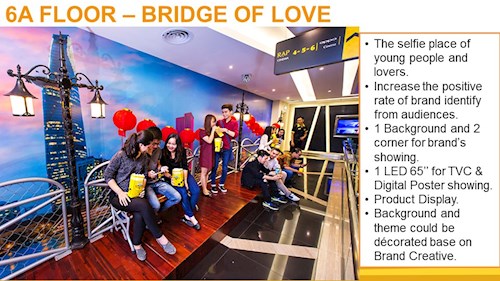 6A FLOOR – BRIDGE OF LOVE
RAP
4-5-6
• The selfie place of
young people and
lovers.
• Increase the positive
rate of brand identify
from audiences.
• 1 Background and 2
corner for brand's
showing.
• 1 LED 65’’ for TVC &
Digital Poster showing.
• Product Display.
• Background and
theme could be
décorated base on
Brand Creative.